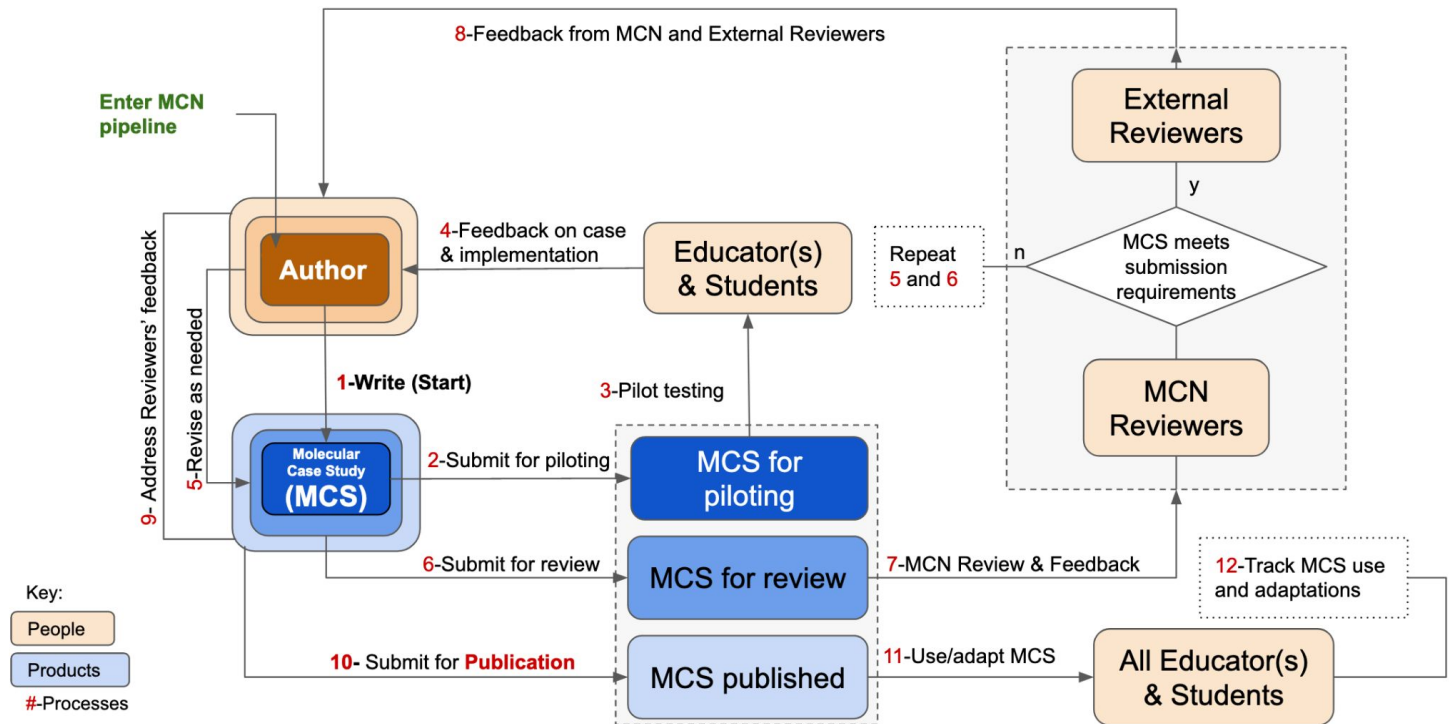 8-Feedback from MCN and External Reviewers
Enter MCN
pipeline
External
Reviewers
y
4-Feedback on case
& implementation
Educator(s)
& Students
Repeat
5 and 6
n
MCS meets
submission
requirements
Author
9- Address Reviewers' feedback
5-Revise as needed
1-Write (Start)
3-Pilot testing
MCN
Reviewers
Molecular
Case Study
(MCS)
2-Submit for piloting
MCS for
piloting
6-Submit for review
MCS for review
7-MCN Review & Feedback
12-Track MCS use
and adaptations
Key:
People
Products
#-Processes
10- Submit for Publication
MCS published
11-Use/adapt MCS
All Educator(s)
& Students